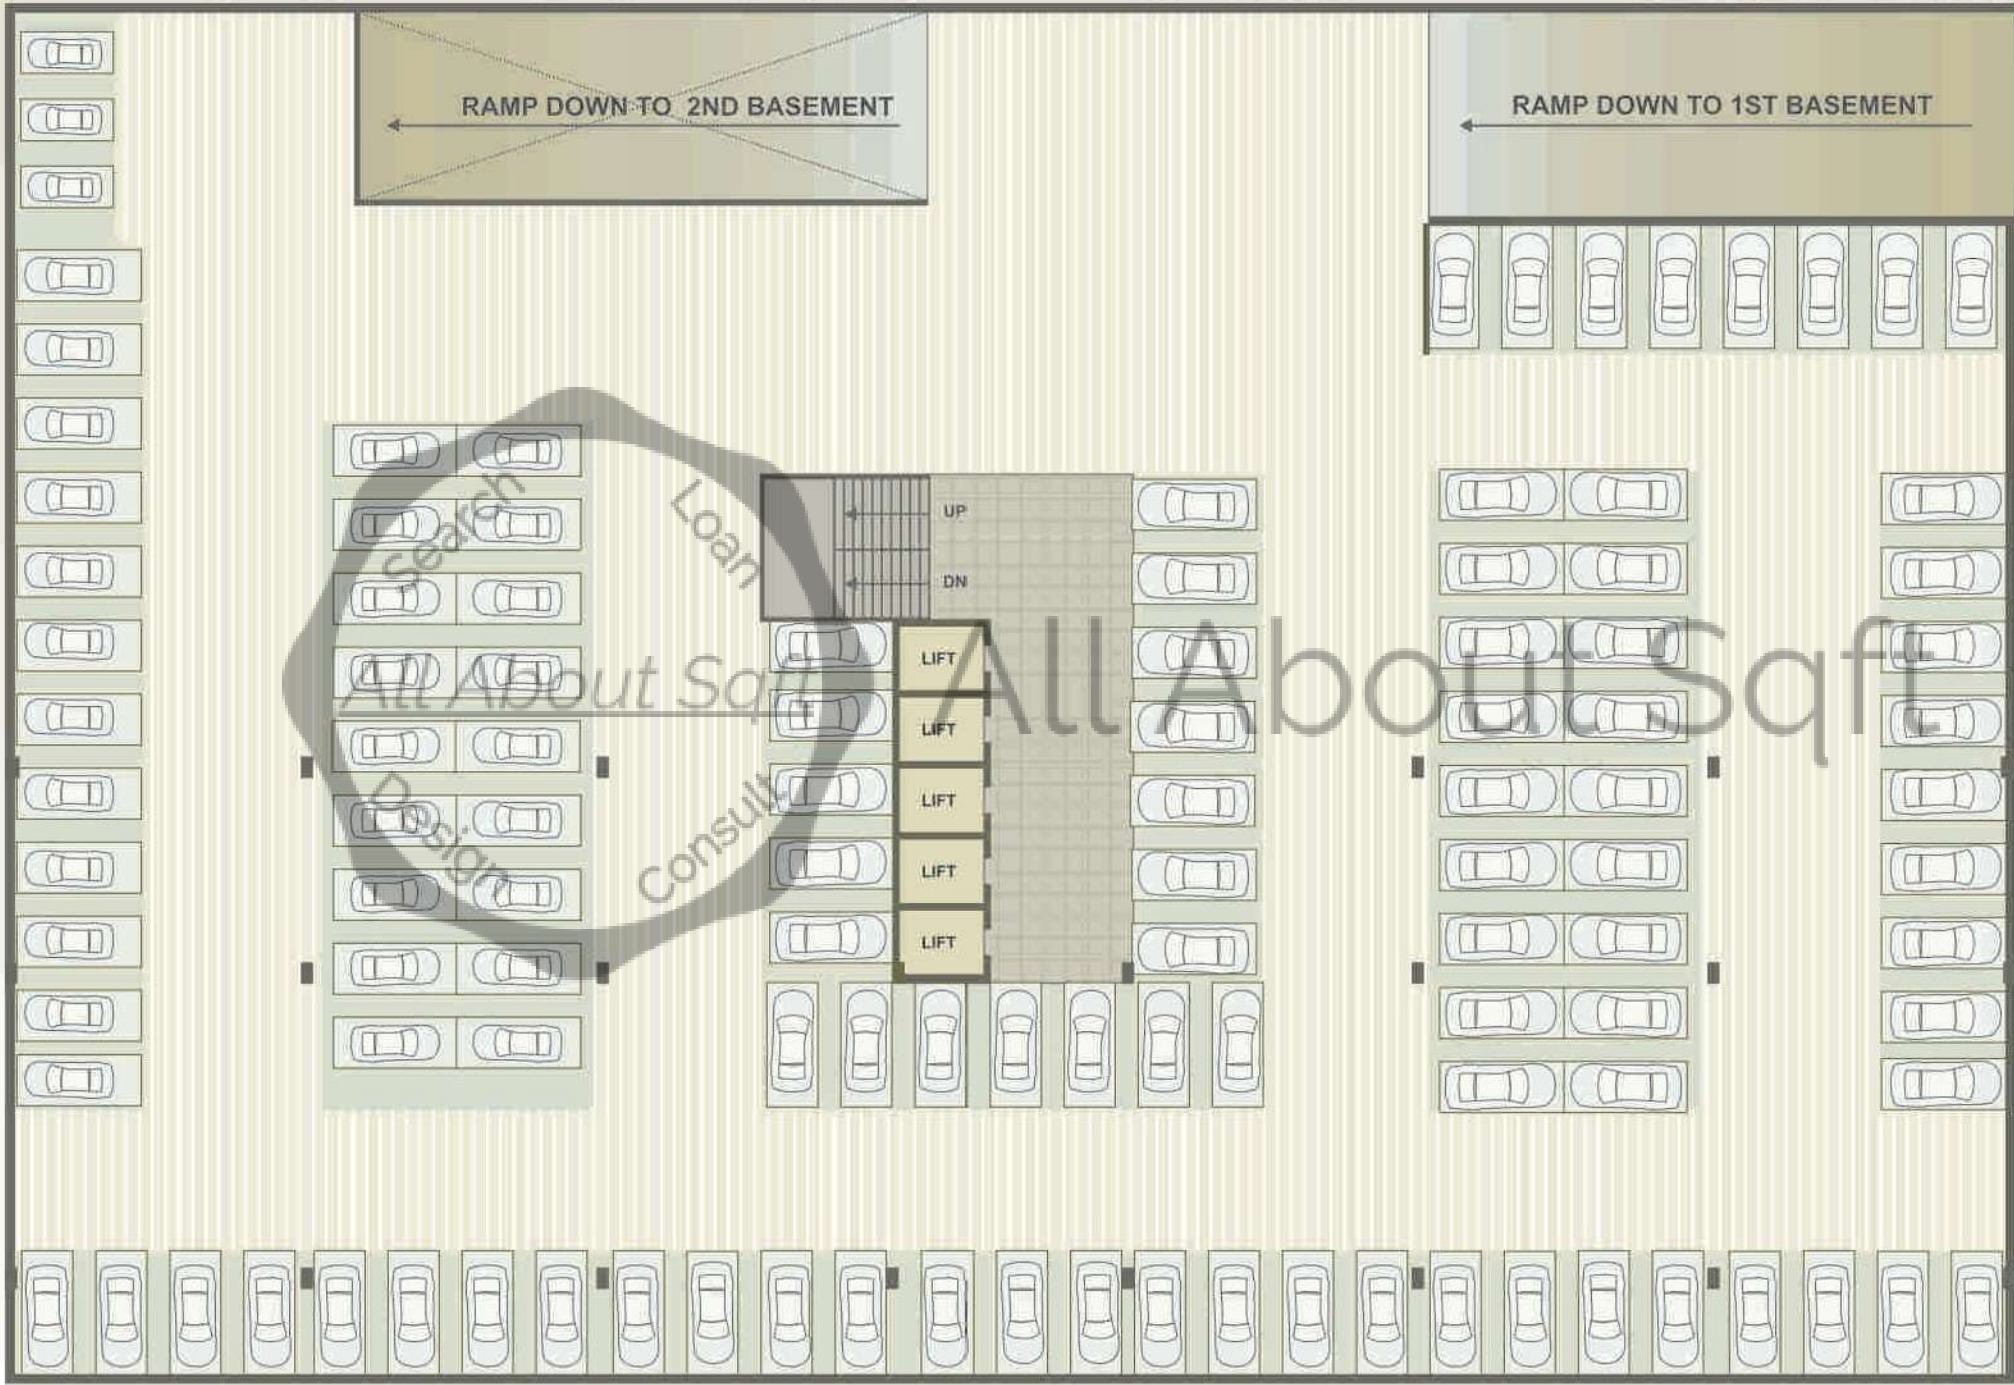 RAMP DOWN TO 2ND BASEMENT
RAMP DOWN TO 1ST BASEMENT
Search
Loan
UP
DN
LIFT
All About Sqft
All About Sqft
LIFT
LIFT
Design
Consult
LIFT
LIFT